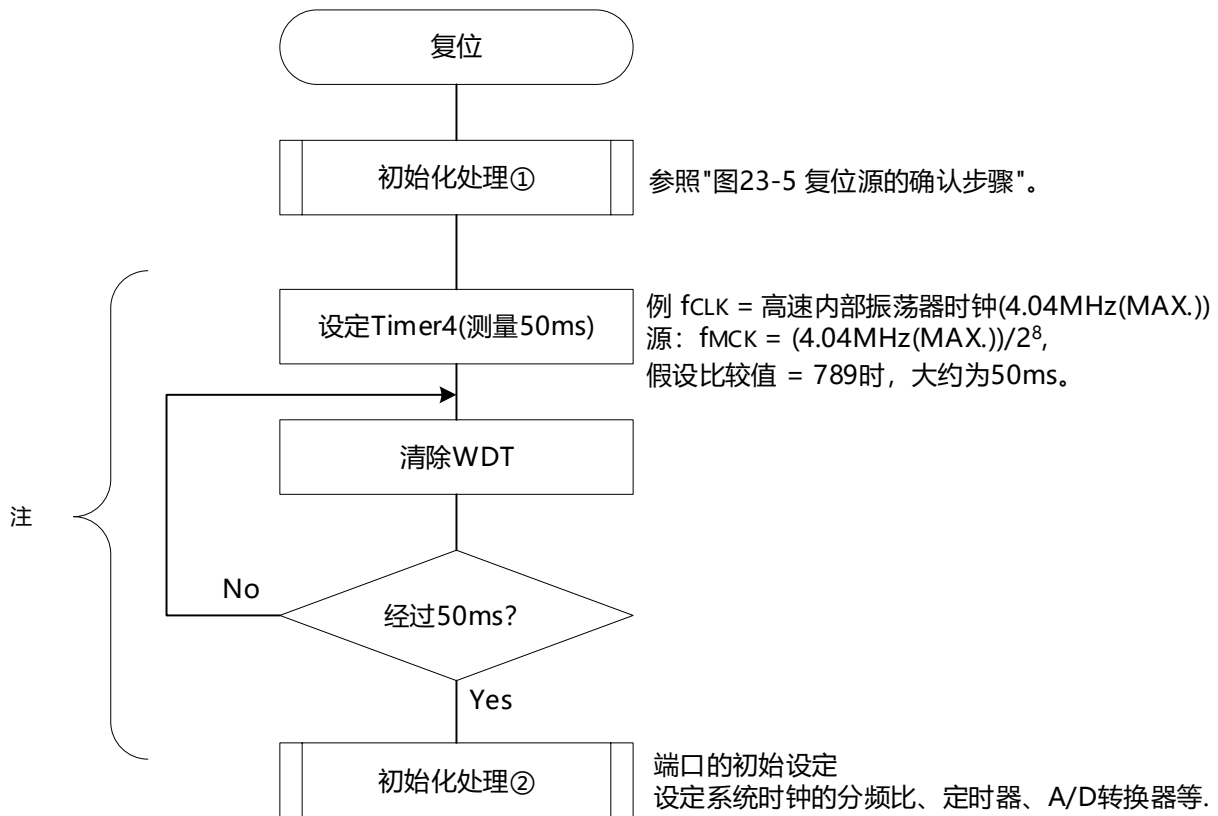 复位
初始化处理①
参照"图23-5 复位源的确认步骤"。
设定Timer4(测量50ms)
例 fCLK = 高速内部振荡器时钟(4.04MHz(MAX.))
源：fMCK = (4.04MHz(MAX.))/2⁸,
假设比较值 = 789时，大约为50ms。
清除WDT
注
No
经过50ms?
Yes
初始化处理②
端口的初始设定
设定系统时钟的分频比、定时器、A/D转换器等.